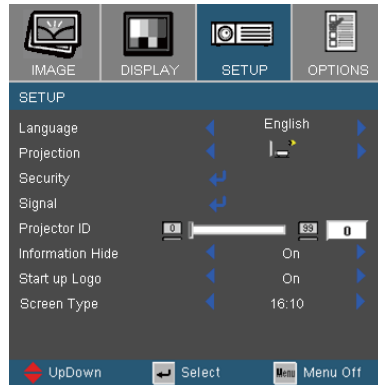 IMAGE DISPLAY SETUP OPTIONS
SETUP
Language English
Projection
Security
Signal
Projector ID 0 99 0
Information Hide On
Start up Logo On
Screen Type 16:10
UpDown Select Menu Menu Off